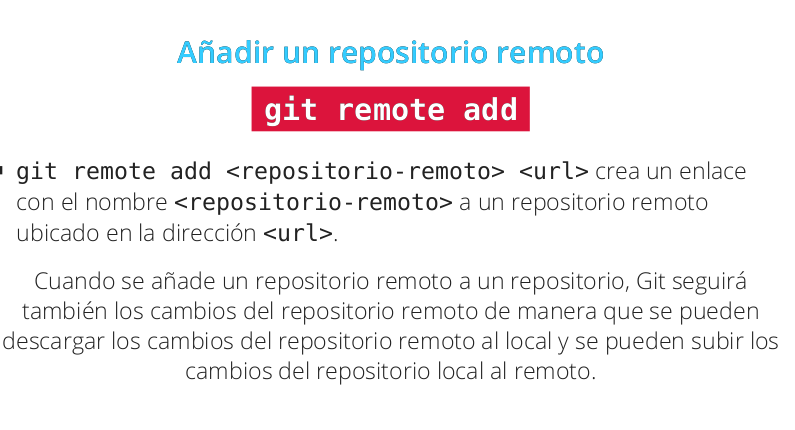 Añadir un repositorio remoto
git remote add
git remote add <repositorio-remoto> <url> crea un enlace
con el nombre <repositorio-remoto> a un repositorio remoto
ubicado en la dirección <url>.
Cuando se añade un repositorio remoto a un repositorio, Git seguirá
también los cambios del repositorio remoto de manera que se pueden
descargar los cambios del repositorio remoto al local y se pueden subir los
cambios del repositorio local al remoto.